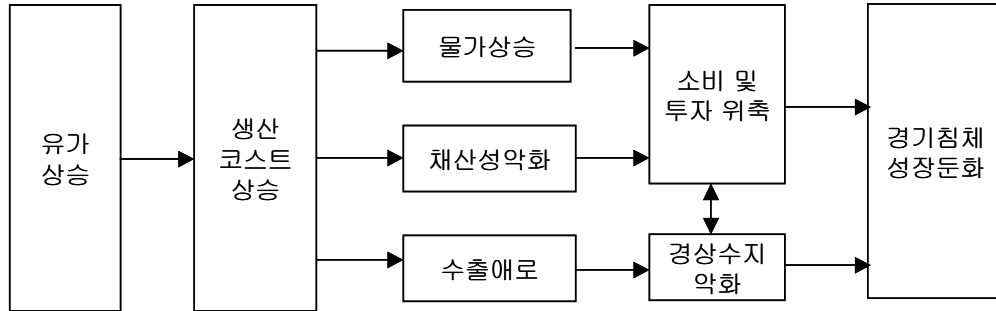 유가
상승
생산
코스트
상승
물가상승
채산성악화
수출애로
소비 및
투자 위축
경상수지
악화
경기침체
성장둔화